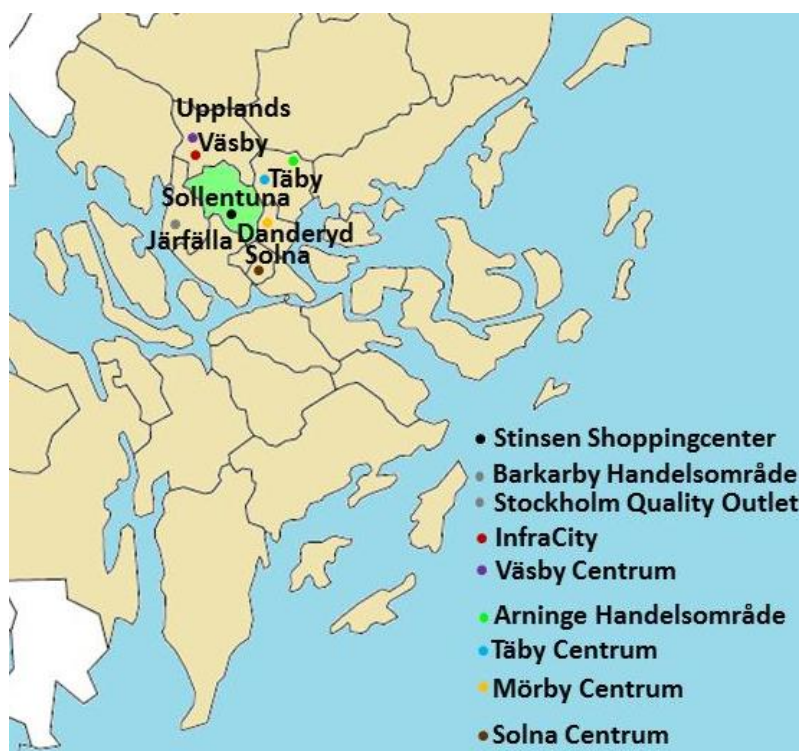 Upplands
Väsby
Täby
Sollentuna
Järfälla
Danderyd
Solna
Stinsen Shoppingcenter
Barkarby Handelsområde
Stockholm Quality Outlet
InfraCity
Väsby Centrum
Arninge Handelsområde
Täby Centrum
Mörby Centrum
Solna Centrum